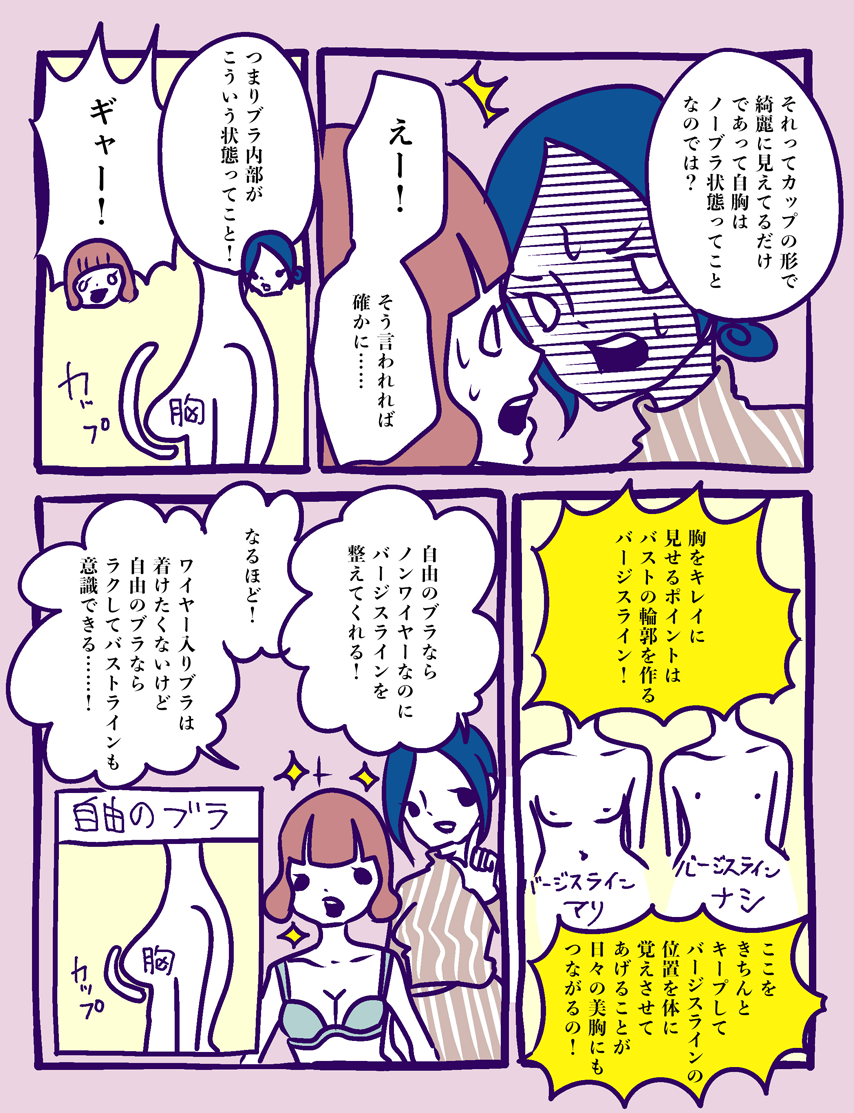 それってカップの形で
綺麗に見えてるだけ
であって自胸は
ノーブラ状態ってこと
なのでは？
えー！
そう言われれば
確かに……
つまりブラ内部が
こういう状態ってこと！
ギャー！
胸
カップ
胸をキレイに
見せるポイントは
バストの輪郭を作る
バージスライン！
バージスライン
ナシ
バージスライン
アリ
ここを
きちんと
キープして
バージスラインの
位置を体に
覚えさせて
あげることが
日々の美胸にも
つながるの！
自由のブラなら
ノンワイヤーなのに
バージスラインを
整えてくれる！
なるほど！
ワイヤー入りブラは
着けたくないけど
自由のブラなら
ラクしてバストラインも
意識できる……！
自由のブラ
胸
カップ